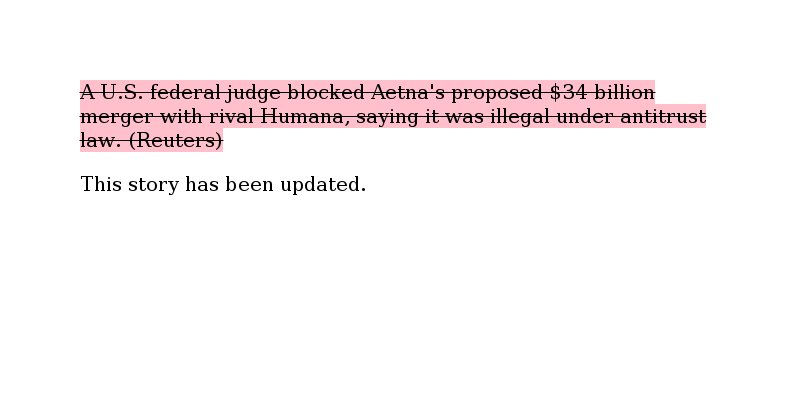 A U.S. federal judge blocked Aetna's proposed $34 billion
merger with rival Humana, saying it was illegal under antitrust
law. (Reuters)
This story has been updated.